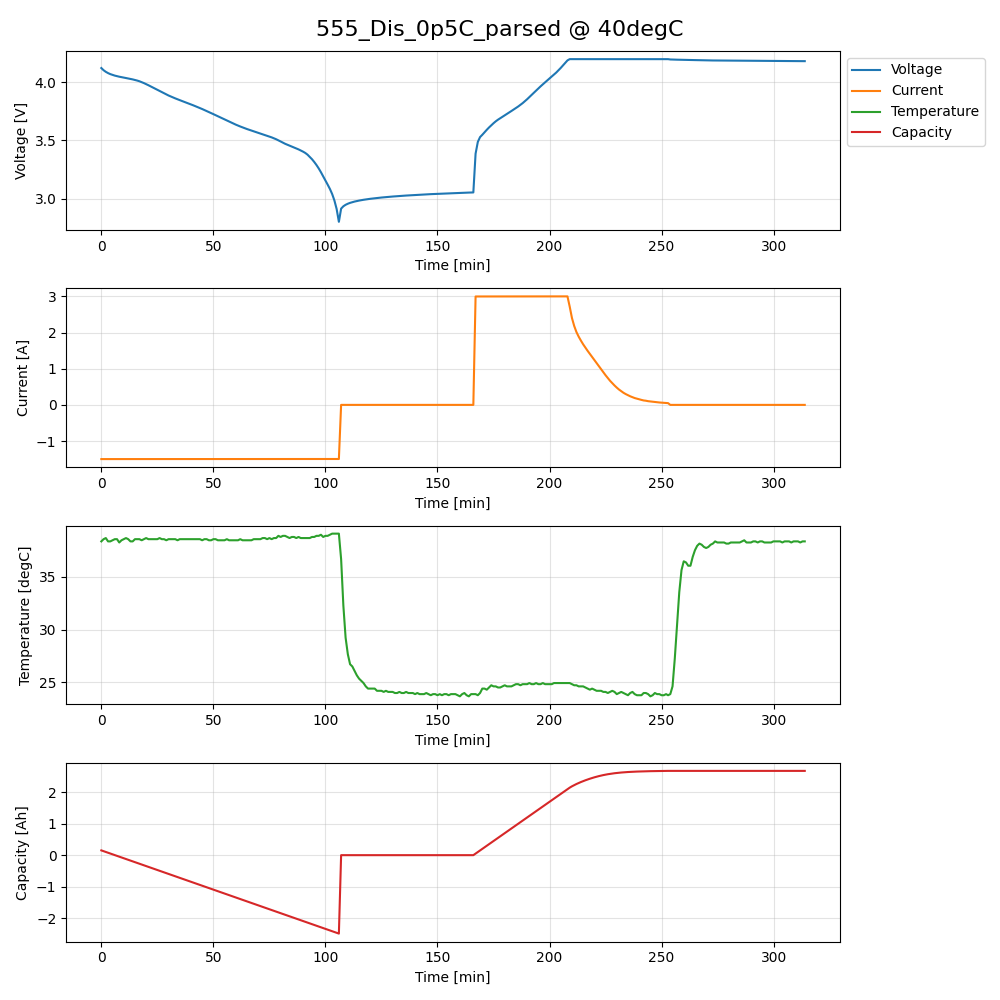 555_Dis_0p5C_parsed @ 40degC
Voltage [V]
4.0
3.5
3.0
0 50 100 150 200 250 300
Time [min]
Voltage
Current
Temperature
Capacity
Current [A]
3
2
1
0
−1
0 50 100 150 200 250 300
Time [min]
Temperature [degC]
35
30
25
0 50 100 150 200 250 300
Time [min]
Capacity [Ah]
2
1
0
−1
−2
0 50 100 150 200 250 300
Time [min]